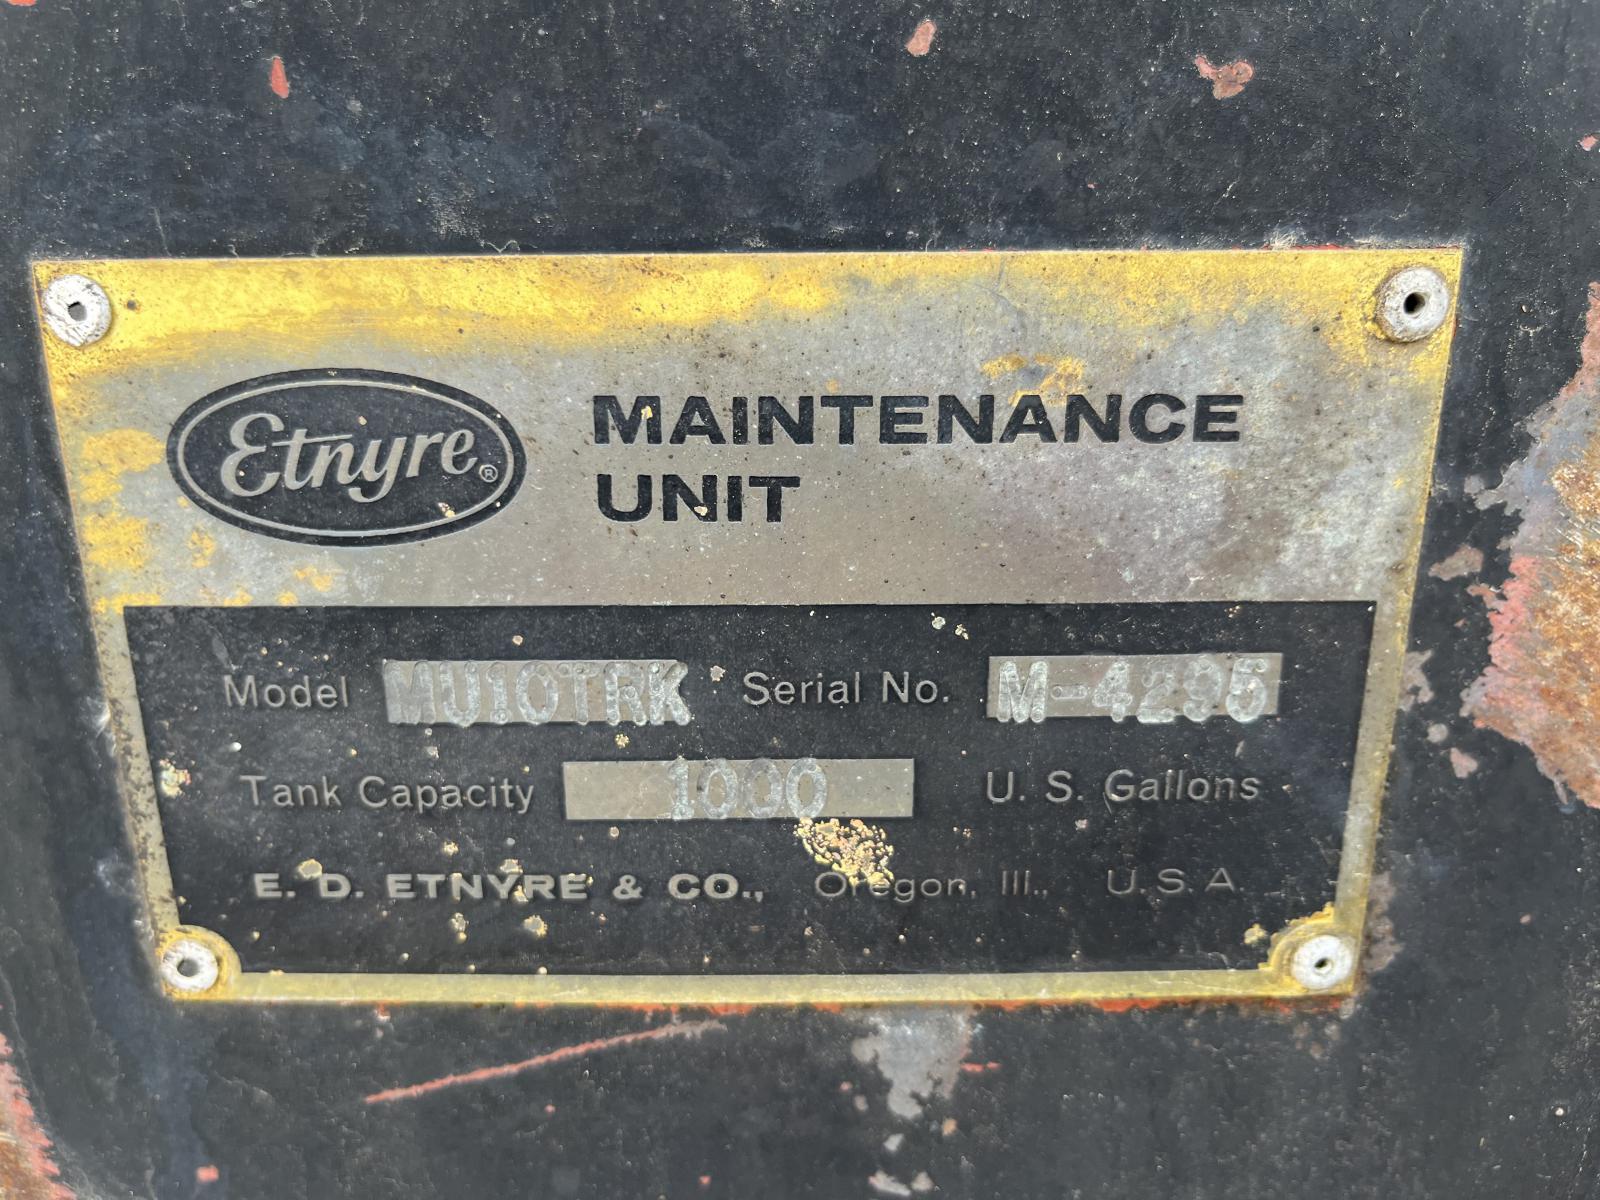 Etnyre®
MAINTENANCE
UNIT
Model MU10TRK Serial No. M-4295
Tank Capacity 1000 U. S. Gallons
E. D. ETNYRE & CO., Oregon, Ill., U.S.A